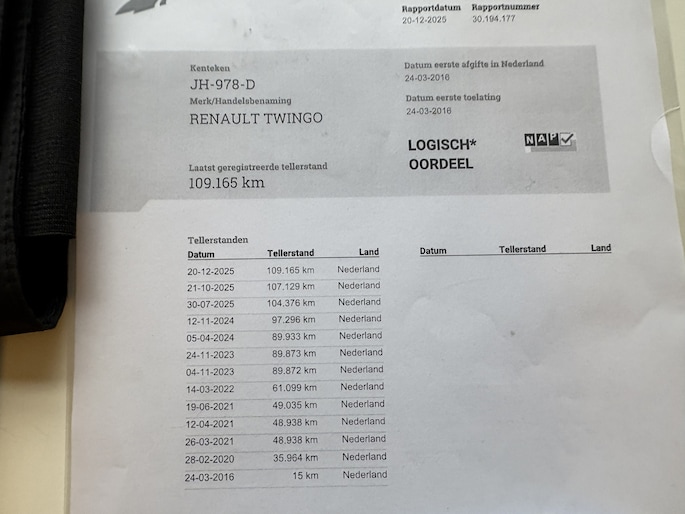 Rapportdatum Rapportnummer
20-12-2025 30.194.177
Kenteken
JH-978-D
Merk/Handelsbenaming
RENAULT TWINGO
Datum eerste afgifte in Nederland
24-03-2016
Datum eerste toelating
24-03-2016
Laatst geregistreerde tellerstand
109.165 km
LOGISCH*
OORDEEL
NAP
Tellerstanden
Datum Tellerstand Land Datum Tellerstand Land
20-12-2025 109.165 km Nederland
21-10-2025 107.129 km Nederland
30-07-2025 104.376 km Nederland
12-11-2024 97.296 km Nederland
05-04-2024 89.933 km Nederland
24-11-2023 89.873 km Nederland
04-11-2023 89.872 km Nederland
14-03-2022 61.099 km Nederland
19-06-2021 49.035 km Nederland
12-04-2021 48.938 km Nederland
26-03-2021 48.938 km Nederland
28-02-2020 35.964 km Nederland
24-03-2016 15 km Nederland